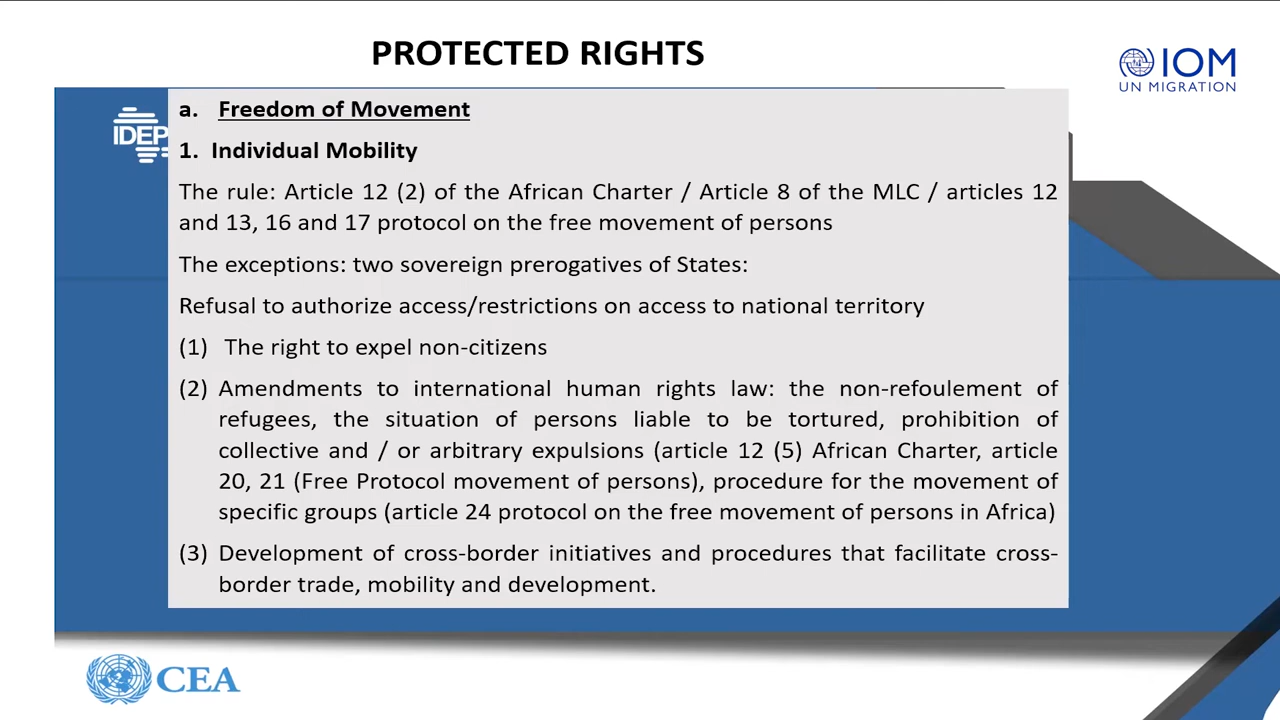 PROTECTED RIGHTS
IOM
UN MIGRATION
IDEP
a. Freedom of Movement
1. Individual Mobility
The rule: Article 12 (2) of the African Charter / Article 8 of the MLC / articles 12
and 13, 16 and 17 protocol on the free movement of persons
The exceptions: two sovereign prerogatives of States:
Refusal to authorize access/restrictions on access to national territory
(1) The right to expel non-citizens
(2) Amendments to international human rights law: the non-refoulement of
refugees, the situation of persons liable to be tortured, prohibition of
collective and / or arbitrary expulsions (article 12 (5) African Charter, article
20, 21 (Free Protocol movement of persons), procedure for the movement of
specific groups (article 24 protocol on the free movement of persons in Africa)
(3) Development of cross-border initiatives and procedures that facilitate cross-
border trade, mobility and development.
CEA